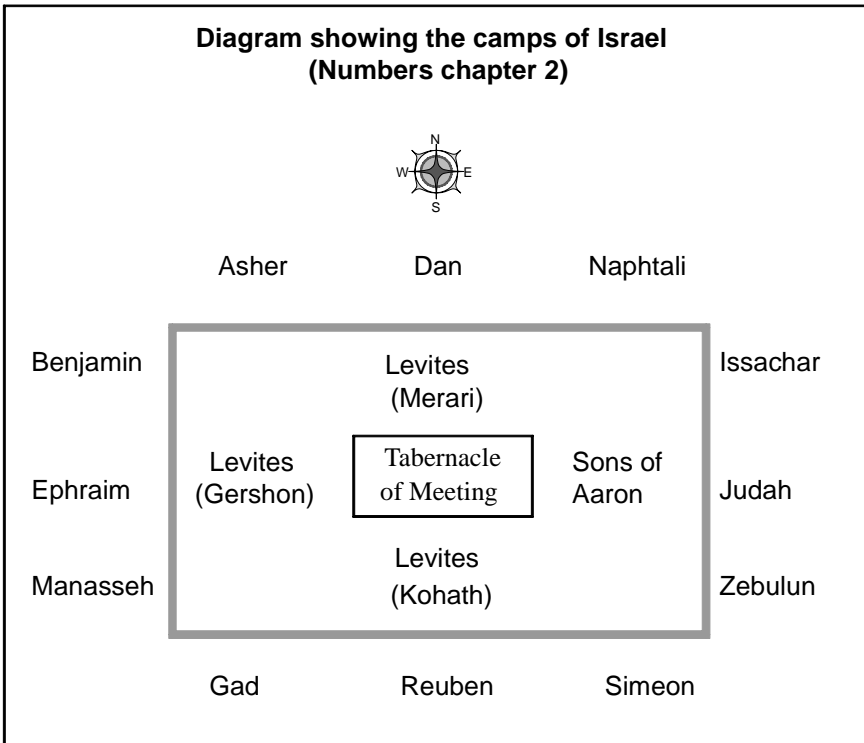 Diagram showing the camps of Israel
(Numbers chapter 2)
N
W E
S
Asher Dan Naphtali
Benjamin
Levites
(Merari)
Issachar
Ephraim
Levites
(Gershon)
Tabernacle
of Meeting
Sons of
Aaron
Judah
Manasseh
Levites
(Kohath)
Zebulun
Gad Reuben Simeon